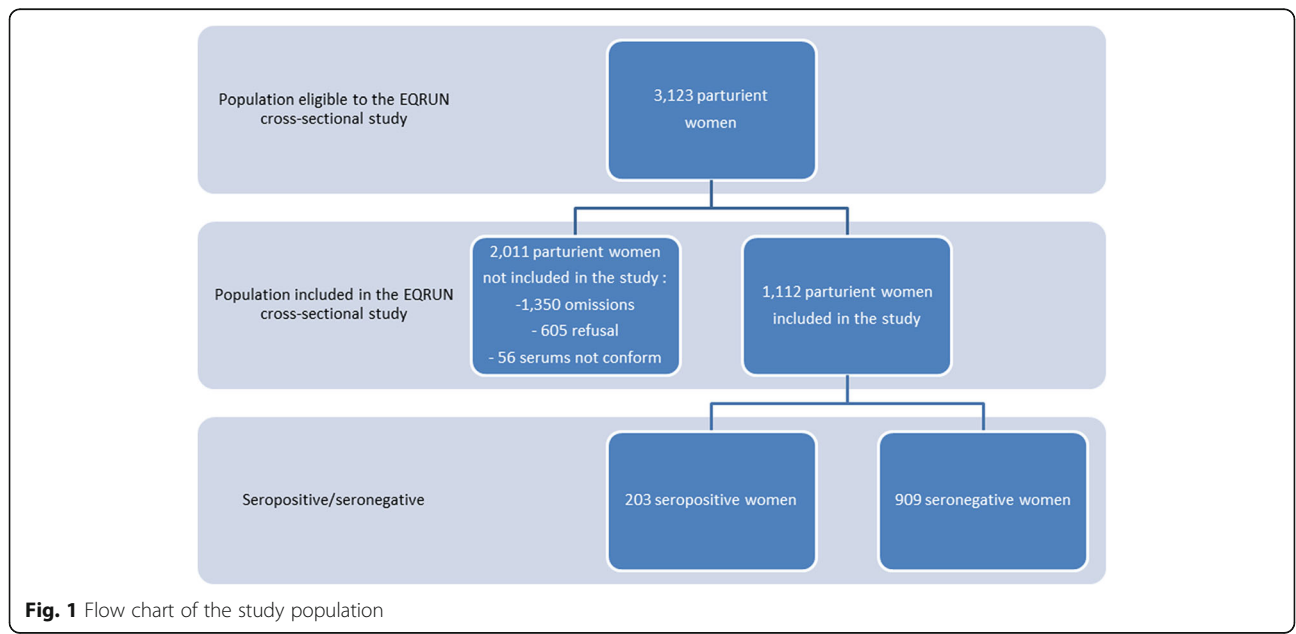 Population eligible to the EQRUN
cross-sectional study
3,123 parturient
women
Population included in the EQRUN
cross-sectional study
2,011 parturient women
not included in the study :
-1,350 omissions
- 605 refusal
- 56 serums not conform
1,112 parturient women
included in the study
Seropositive/seronegative
203 seropositive women
909 seronegative women
Fig. 1 Flow chart of the study population